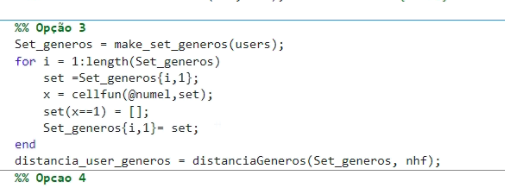 %% Opção 3
Set_generos = make_set_generos(users);
for i = 1:length(Set_generos)
set =Set_generos{i,1};
x = cellfun(@numel,set);
set(x==1) = [];
Set_generos{i,1}= set;
end
distancia_user_generos = distanciaGeneros(Set_generos, nhf);
%% Opcao 4